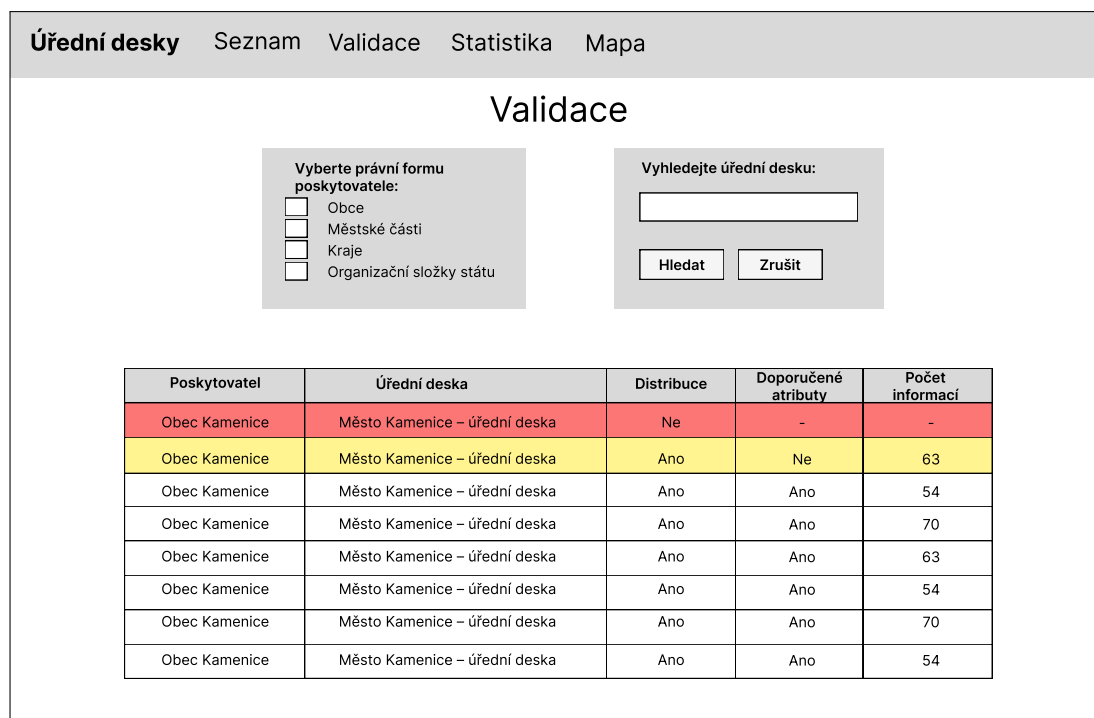 Úřední desky Seznam Validace Statistika Mapa
Validace
Vyberte právní formu
poskytovatele:
Obce
Městské části
Kraje
Organizační složky státu
Vyhledejte úřední desku:
Hledat Zrušit
Poskytovatel Úřední deska Distribuce Doporučené atributy Počet informací
Obec Kamenice Město Kamenice – úřední deska Ne - -
Obec Kamenice Město Kamenice – úřední deska Ano Ne 63
Obec Kamenice Město Kamenice – úřední deska Ano Ano 54
Obec Kamenice Město Kamenice – úřední deska Ano Ano 70
Obec Kamenice Město Kamenice – úřední deska Ano Ano 63
Obec Kamenice Město Kamenice – úřední deska Ano Ano 54
Obec Kamenice Město Kamenice – úřední deska Ano Ano 70
Obec Kamenice Město Kamenice – úřední deska Ano Ano 54